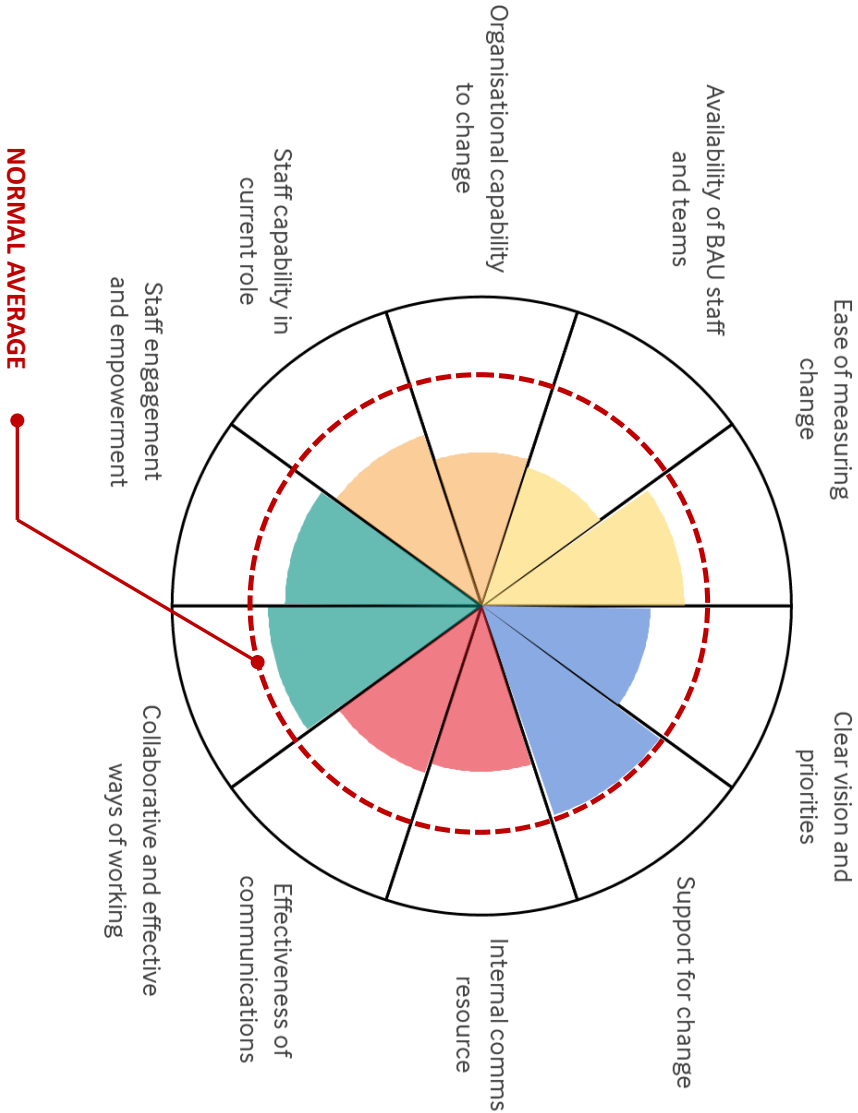 Ease of measuring
change
Clear vision and
priorities
Availability of BAU staff
and teams
Support for change
Organisational capability
to change
Internal comms
resource
Staff capability in
current role
Effectiveness of
communications
Staff engagement
and empowerment
Collaborative and effective
ways of working
NORMAL AVERAGE